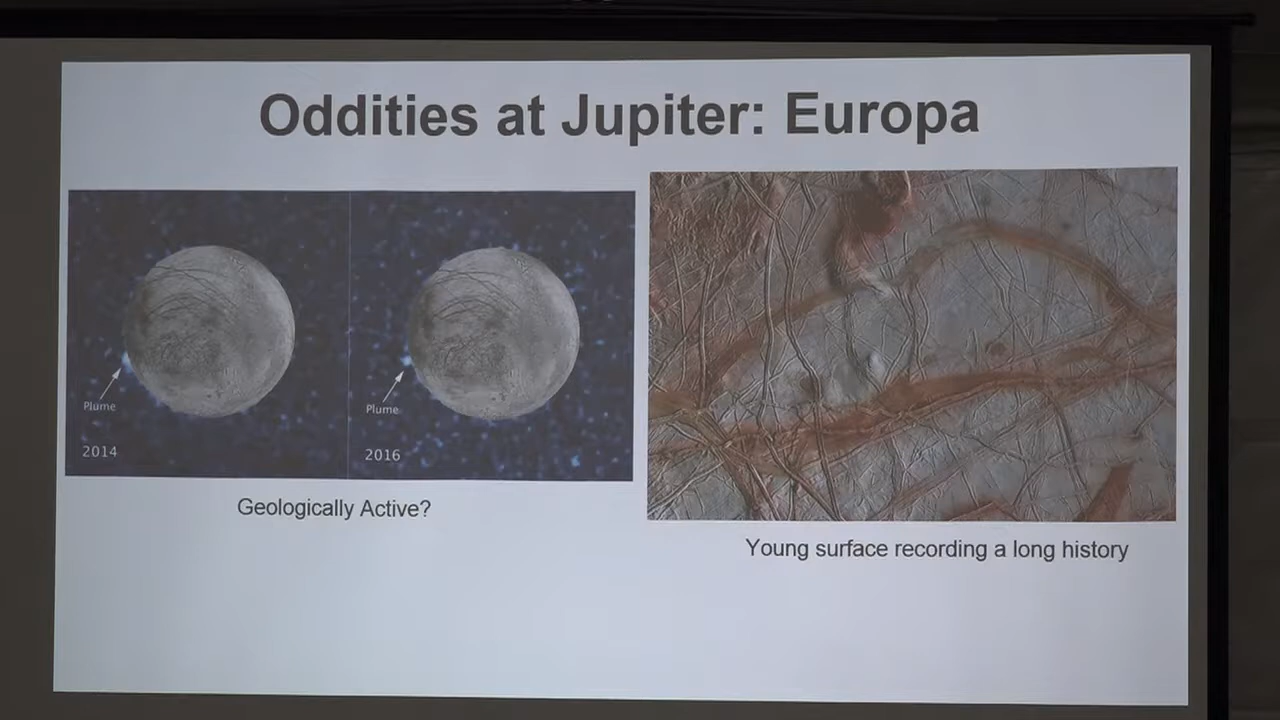 Oddities at Jupiter: Europa
Plume
2014
Plume
2016
Geologically Active?
Young surface recording a long history